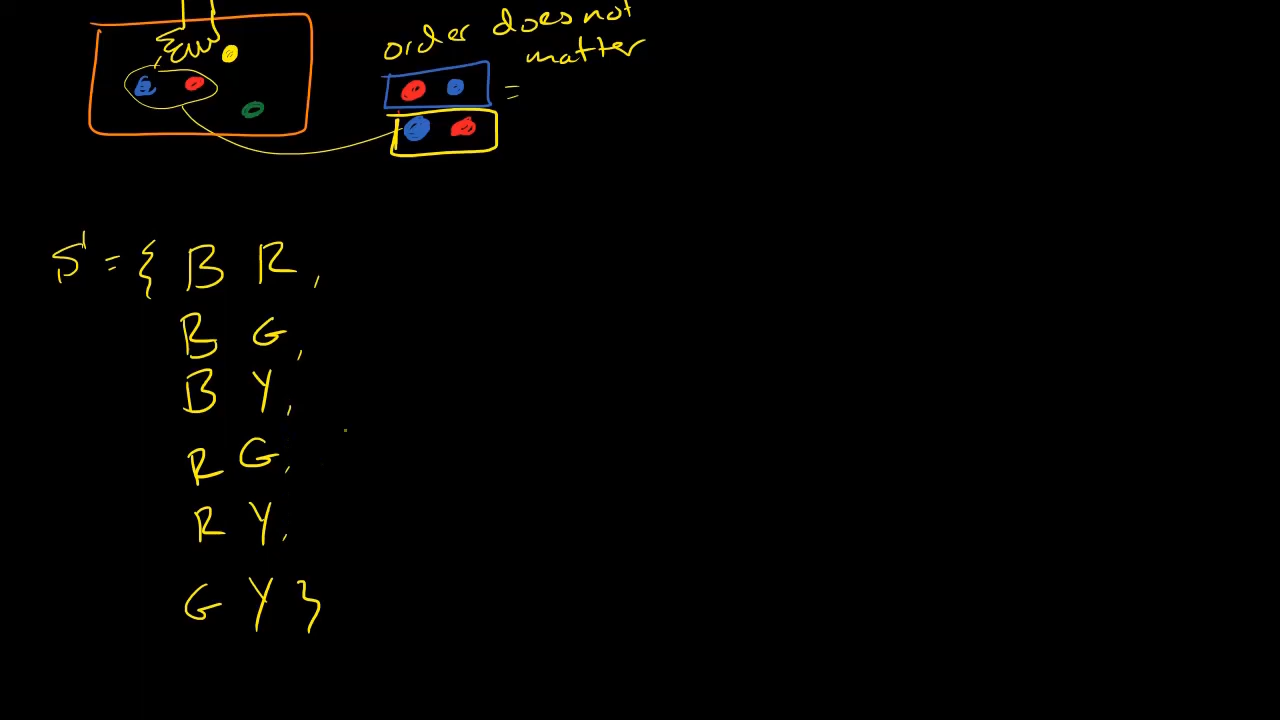 order does not
matter
=
S = { B R,
B G,
B Y,
R G,
R Y,
G Y }